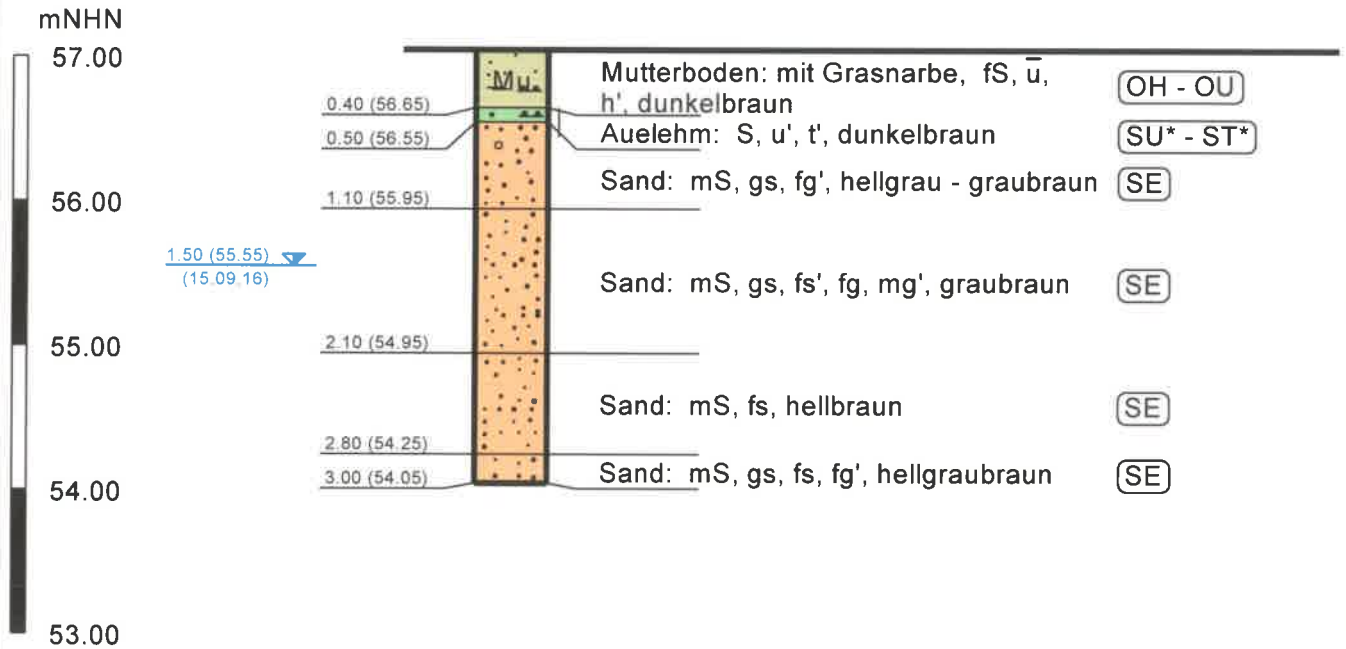 mNHN
57.00
56.00
55.00
54.00
53.00
1.50 (55.55)
(15.09.16)
Mu
0.40 (56.65)
0.50 (56.55)
1.10 (55.95)
2.10 (54.95)
2.80 (54.25)
3.00 (54.05)
Mutterboden: mit Grasnarbe, fS, u̅,
h', dunkelbraun
OH - OU
Auelehm: S, u', t', dunkelbraun
SU* - ST*
Sand: mS, gs, fg', hellgrau - graubraun
SE
Sand: mS, gs, fs', fg, mg', graubraun
SE
Sand: mS, fs, hellbraun
SE
Sand: mS, gs, fs, fg', hellgraubraun
SE